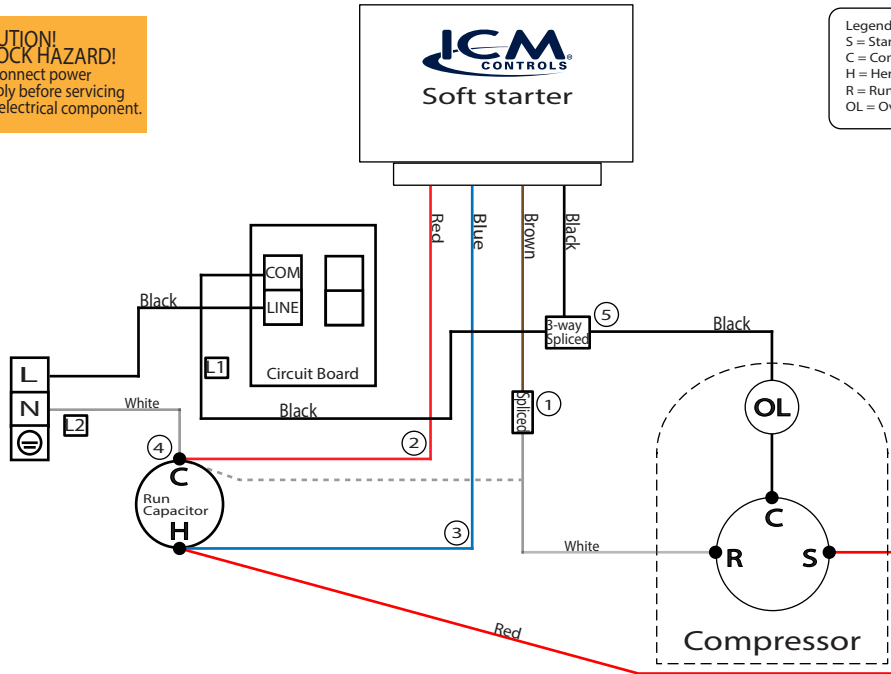 UTION!
OCK HAZARD!
onnect power
ly before servicing
electrical component.
ICM
CONTROLS
®
Soft starter
Legend
S = Star
C = Con
H = Her
R = Run
OL = Ov
Red
Blue
Brown
Black
COM
LINE
Circuit Board
Black
L1
Black
3-way
Spliced
5
Black
L
N
White
L2
Spliced
1
OL
4
2
C
Run
Capacitor
H
3
White
C
R
S
Red
Compressor